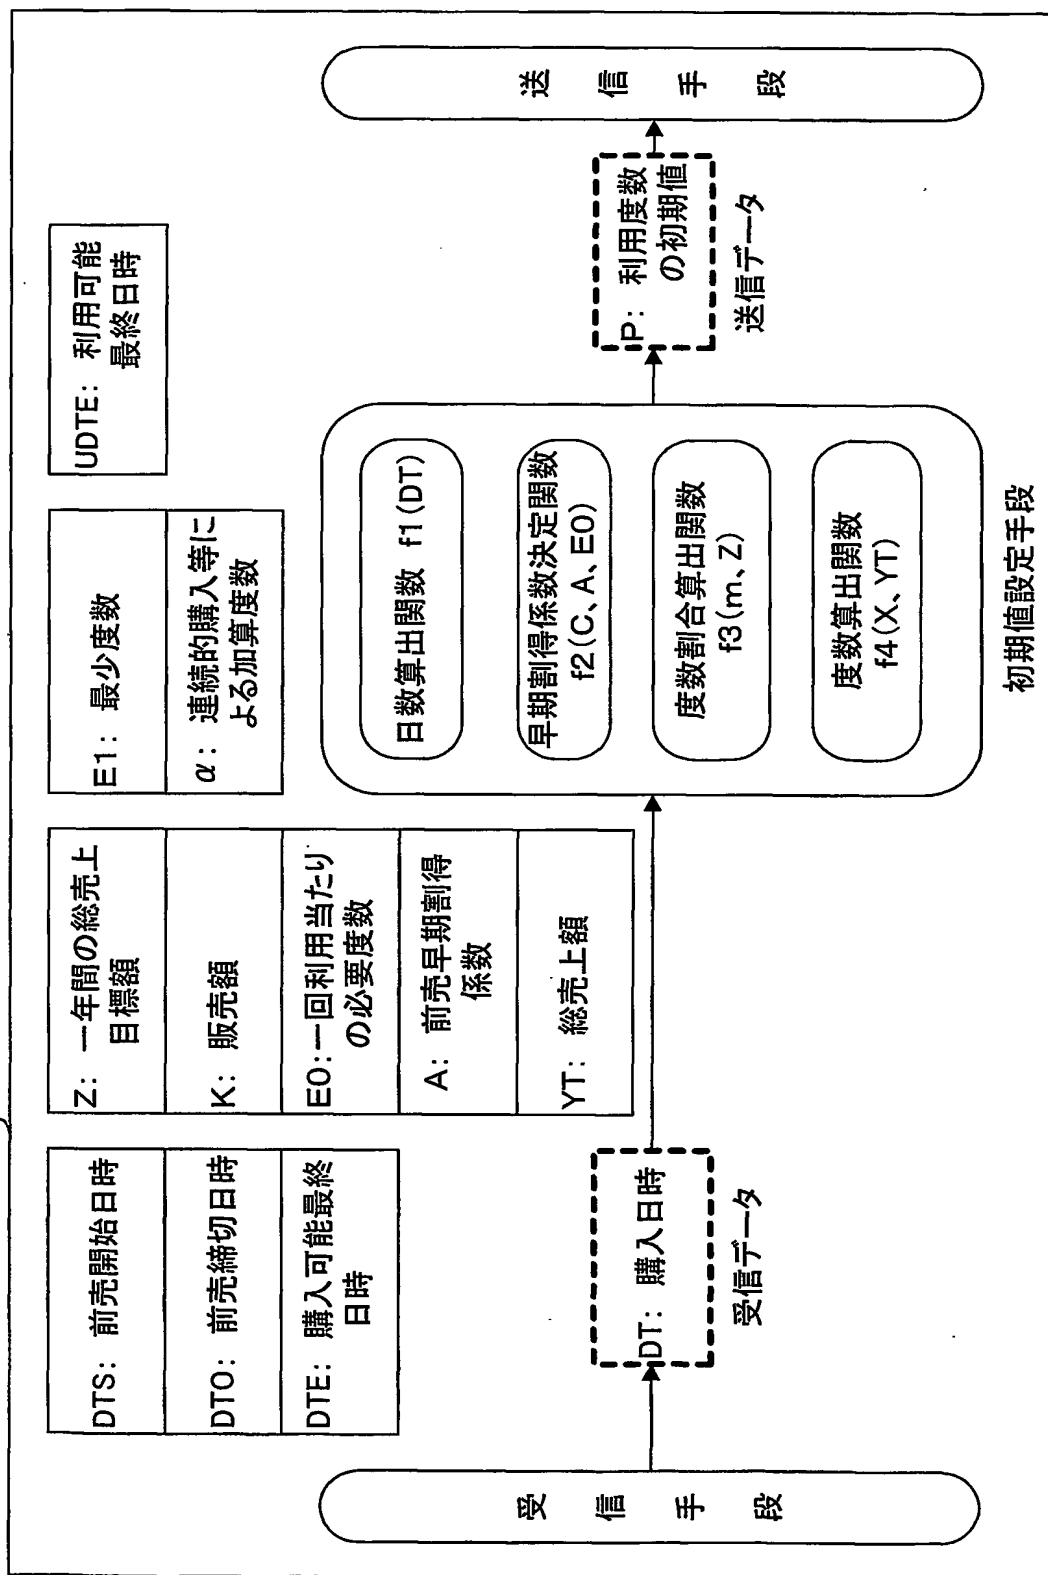 DTS: 前売開始日時
DTO: 前売締切日時
DTE: 購入可能最終
日時
Z: 一年間の総売上
目標額
K: 販売額
E0:一回利用当たり
の必要度数
A: 前売早期割得
係数
YT: 総売上額
E1: 最少度数
α: 連続的購入等に
よる加算度数
UDTE: 利用可能
最終日時
受信手段
DT: 購入日時
受信データ
日数算出関数 f1(DT)
早期割得係数決定関数
f2(C、A、E0)
度数割合算出関数
f3(m、Z)
度数算出関数
f4(X、YT)
初期値設定手段
P: 利用度数
の初期値
送信データ
送信手段